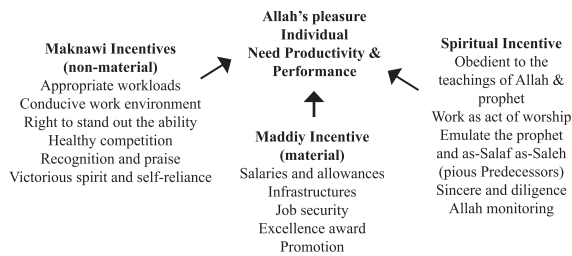 Allah's pleasure
Individual
Need Productivity &
Performance
Maknawi Incentives
(non-material)
Appropriate workloads
Conducive work environment
Right to stand out the ability
Healthy competition
Recognition and praise
Victorious spirit and self-reliance
Maddiy Incentive
(material)
Salaries and allowances
Infrastructures
Job security
Excellence award
Promotion
Spiritual Incentive
Obedient to the
teachings of Allah &
prophet
Work as act of worship
Emulate the prophet
and as-Salaf as-Saleh
(pious Predecessors)
Sincere and diligence
Allah monitoring